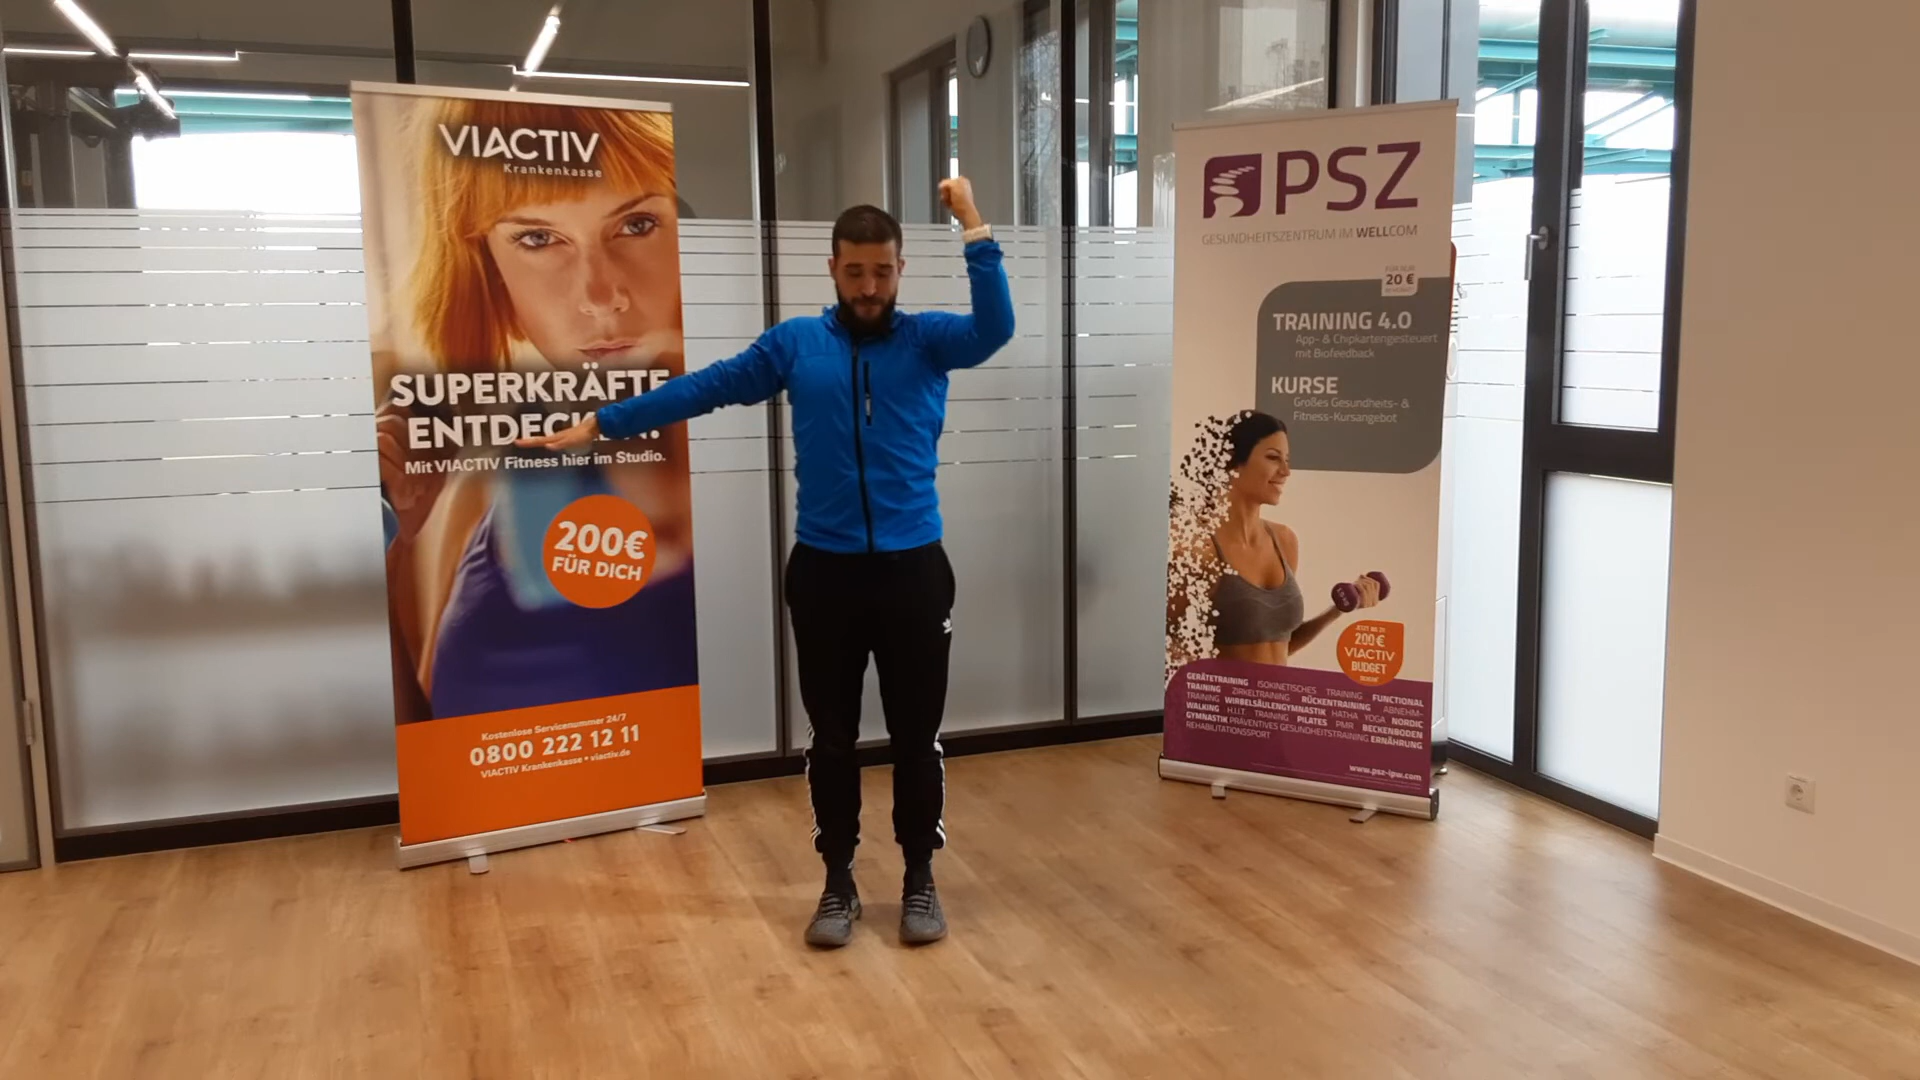 VIACTIV
Krankenkasse
SUPERKRÄFTE
Mit VIACTIV Fitness hier im Studio.
200€
FÜR DICH
Kostenlose Servicenummer 24/7
0800 222 12 11
VIACTIV Krankenkasse • viactiv.de
PSZ
GESUNDHEITSZENTRUM IM WELLCOM
20 €
TRAINING 4.0
App- & Chipkartengesteuert
mit Biofeedback
KURSE
Großes Gesundheits- &
Fitness-Kursangebot
200€
VIACTIV
BUDGET
GERÄTETRAINING ISOKINETISCHES TRAINING FUNCTIONAL
TRAINING ZIRKELTRAINING RÜCKENTRAINING ABNEHM-
TRAINING WIRBELSÄULENGYMNASTIK HATHA YOGA NORDIC
WALKING H.I.I.T. TRAINING PILATES PMR BECKENBODEN
GYMNASTIK PRÄVENTIVES GESUNDHEITSTRAINING ERNÄHRUNG
REHABILITATIONSSPORT
www.psz-lpw.com